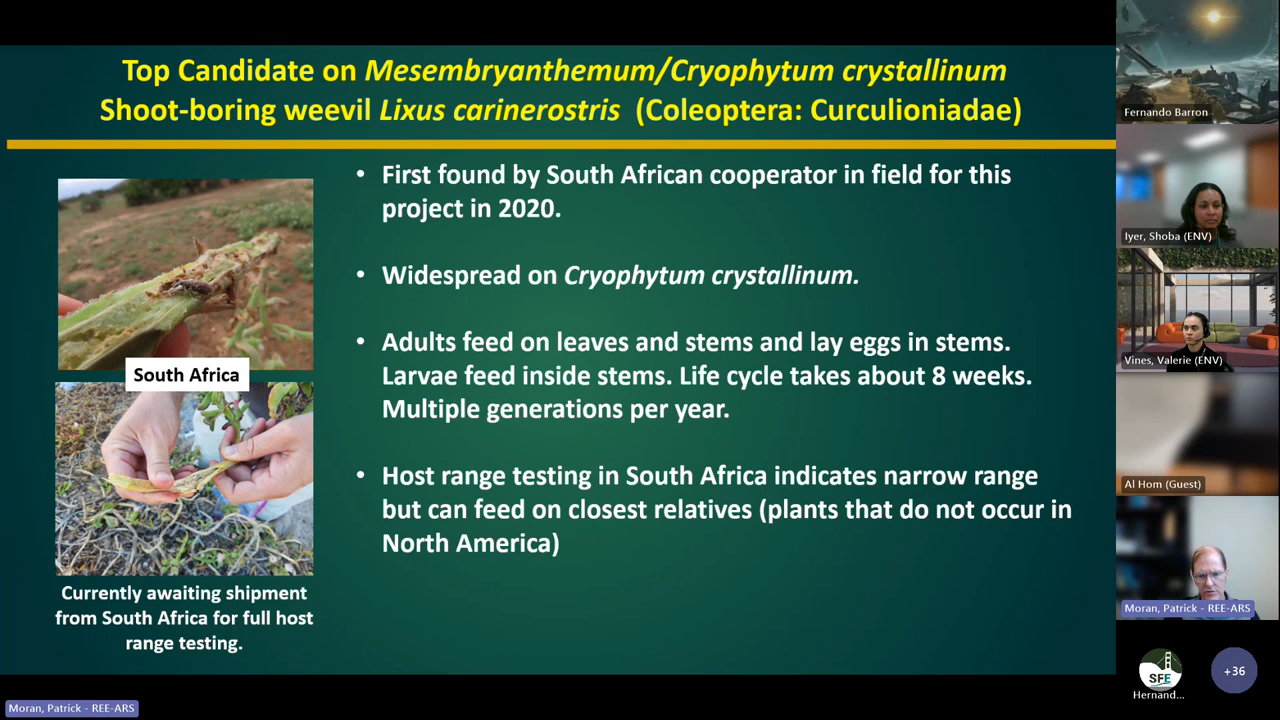 Top Candidate on Mesembryanthemum/Cryophytum crystallinum
Shoot-boring weevil Lixus carinerostris (Coleoptera: Curculioniadae)
• First found by South African cooperator in field for this
project in 2020.
• Widespread on Cryophytum crystallinum.
• Adults feed on leaves and stems and lay eggs in stems.
Larvae feed inside stems. Life cycle takes about 8 weeks.
Multiple generations per year.
• Host range testing in South Africa indicates narrow range
but can feed on closest relatives (plants that do not occur in
North America)
South Africa
Currently awaiting shipment
from South Africa for full host
range testing.
Moran, Patrick - REE-ARS
Fernando Barron
Iyer, Shoba (ENV)
Vines, Valerie (ENV)
Al Hom (Guest)
Moran, Patrick - REE-ARS
SFE
Hernand...
+36